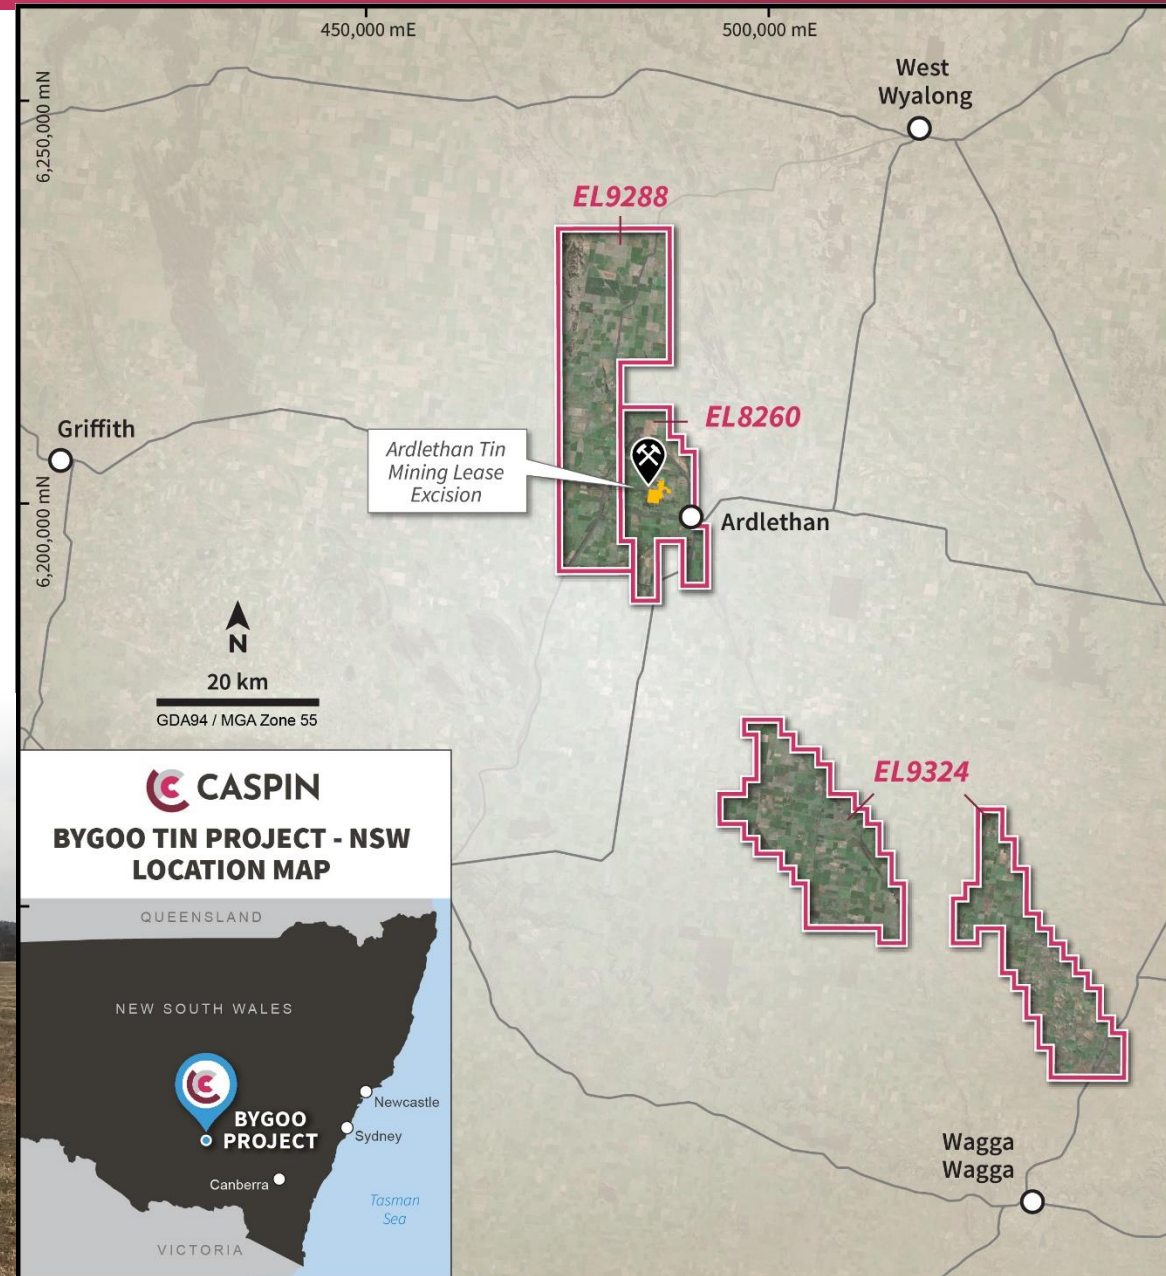 450,000 mE
500,000 mE
6,250,000 mN
6,200,000 mN
West
Wyalong
EL9288
EL8260
Griffith
Ardlethan Tin
Mining Lease
Excision
Ardlethan
N
20 km
GDA94 / MGA Zone 55
EL9324
CASPIN
BYGOO TIN PROJECT - NSW
LOCATION MAP
QUEENSLAND
NEW SOUTH WALES
BYGOO
PROJECT
Newcastle
Sydney
Canberra
Tasman
Sea
VICTORIA
Wagga
Wagga